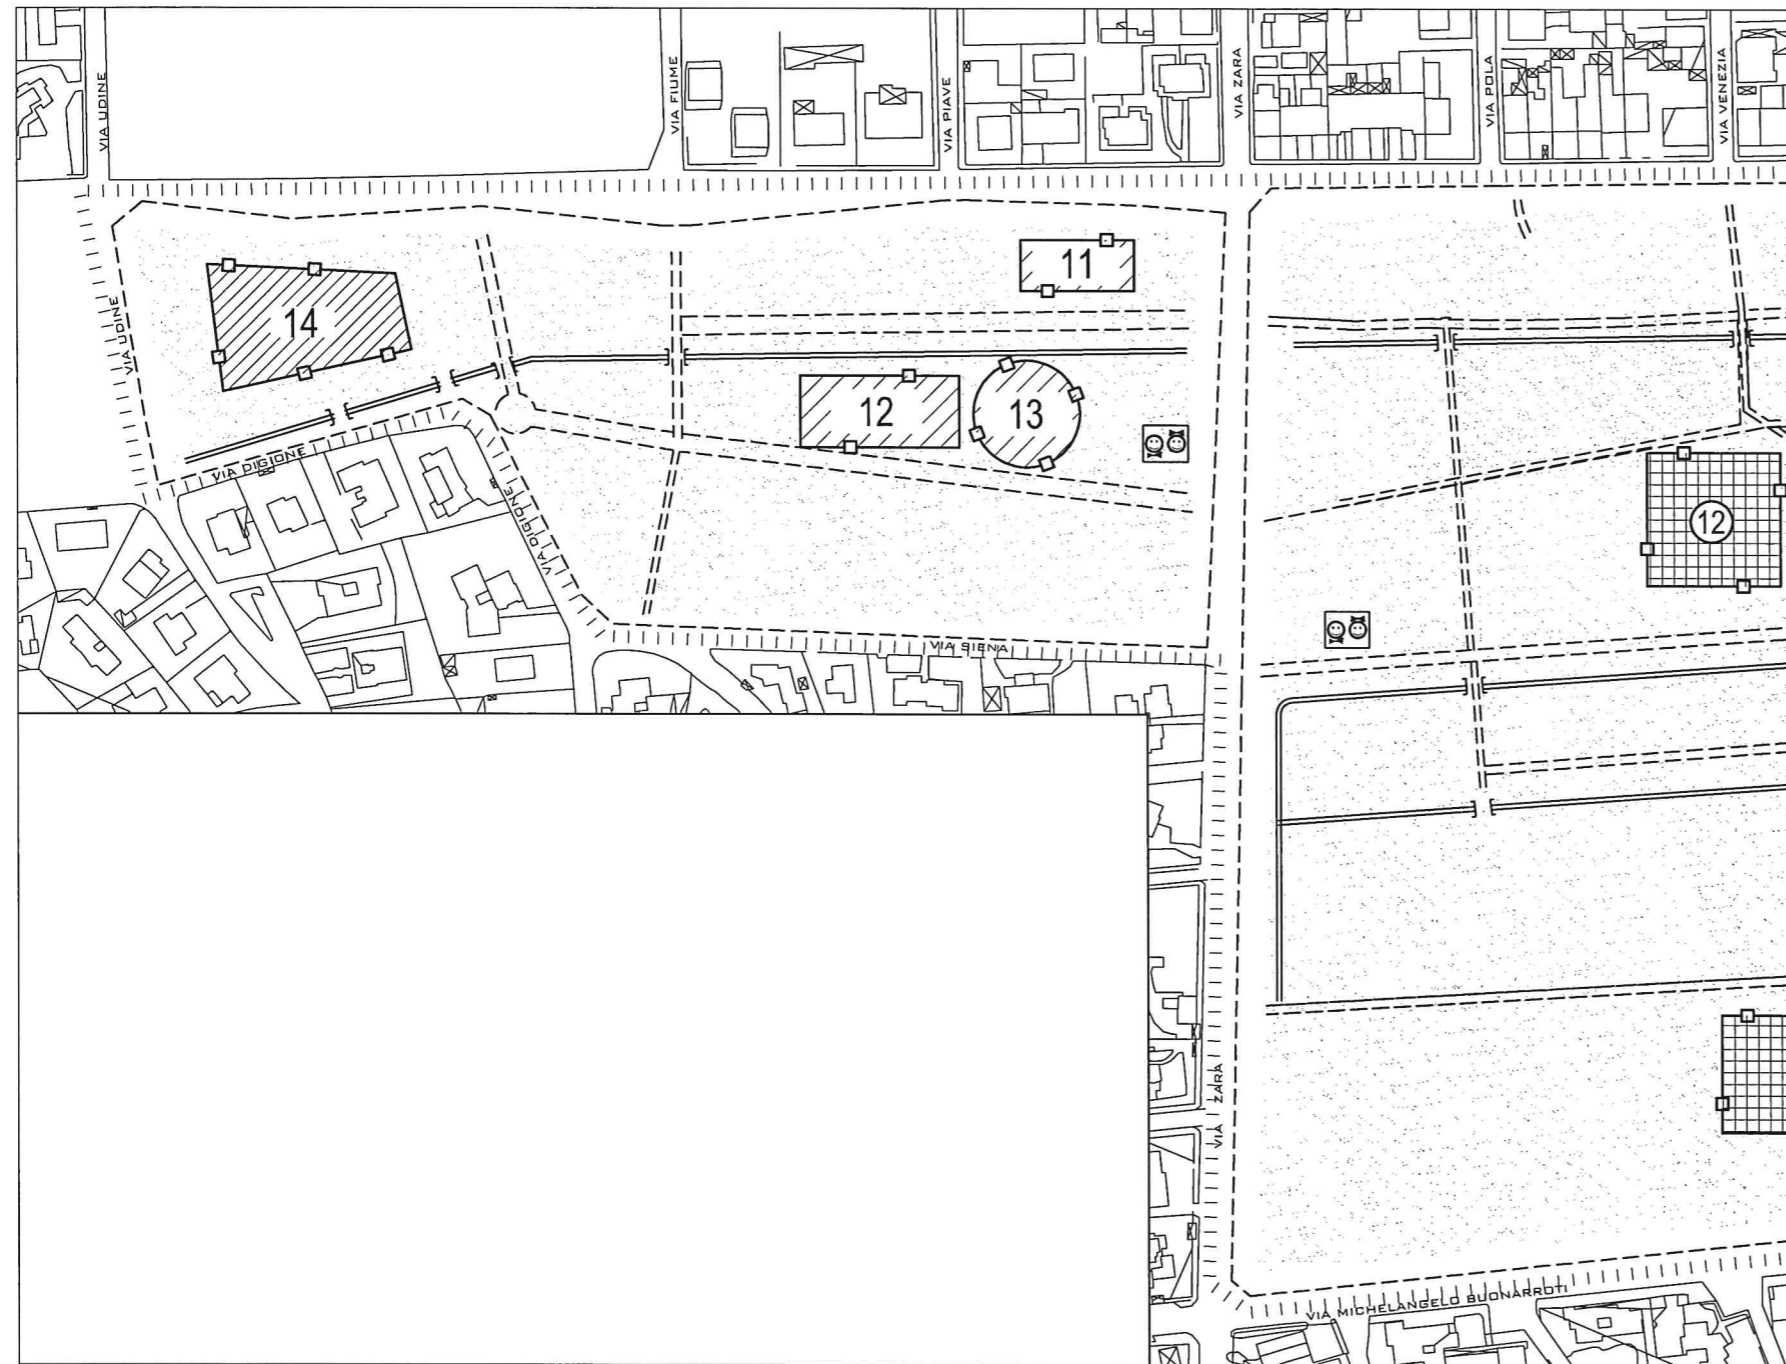 VIA UDINE
VIA FIUME
VIA PIAVE
VIA ZARA
VIA POLA
VIA VENEZIA
11
14
VIA UDINE
12
13
12
VIA DIGIONE
VIA DIGIONE
VIA SIENA
VIA ZARA
VIA MICHELANGELO BUONARROTI